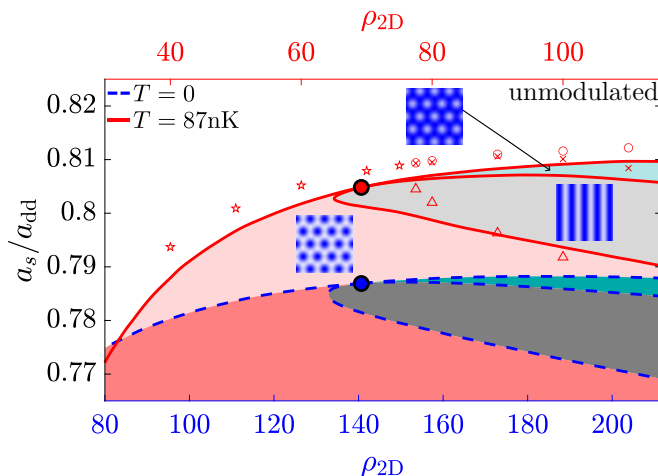 ρ2D
40 60 80 100
T = 0
T = 87nK
unmodulated
0.82
0.81
0.8
0.79
0.78
0.77
as/add
80 100 120 140 160 180 200
ρ2D